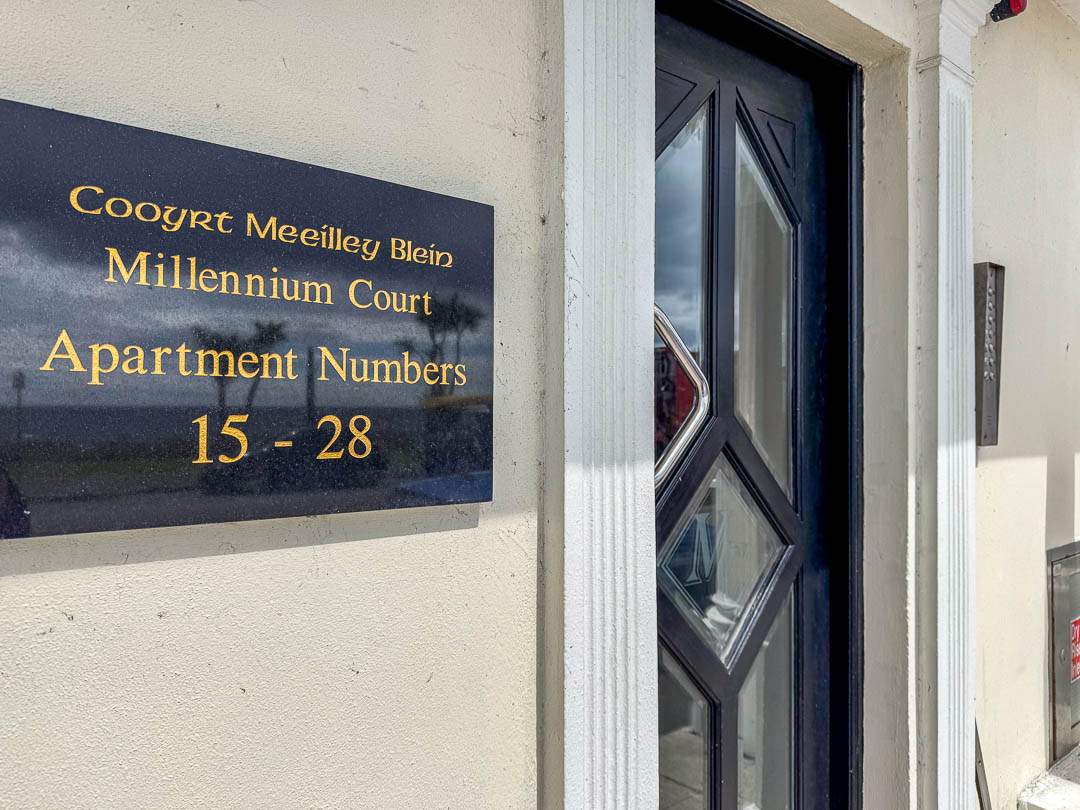 Cooyrt Meeilley Blein
Millennium Court
Apartment Numbers
15 - 28
M